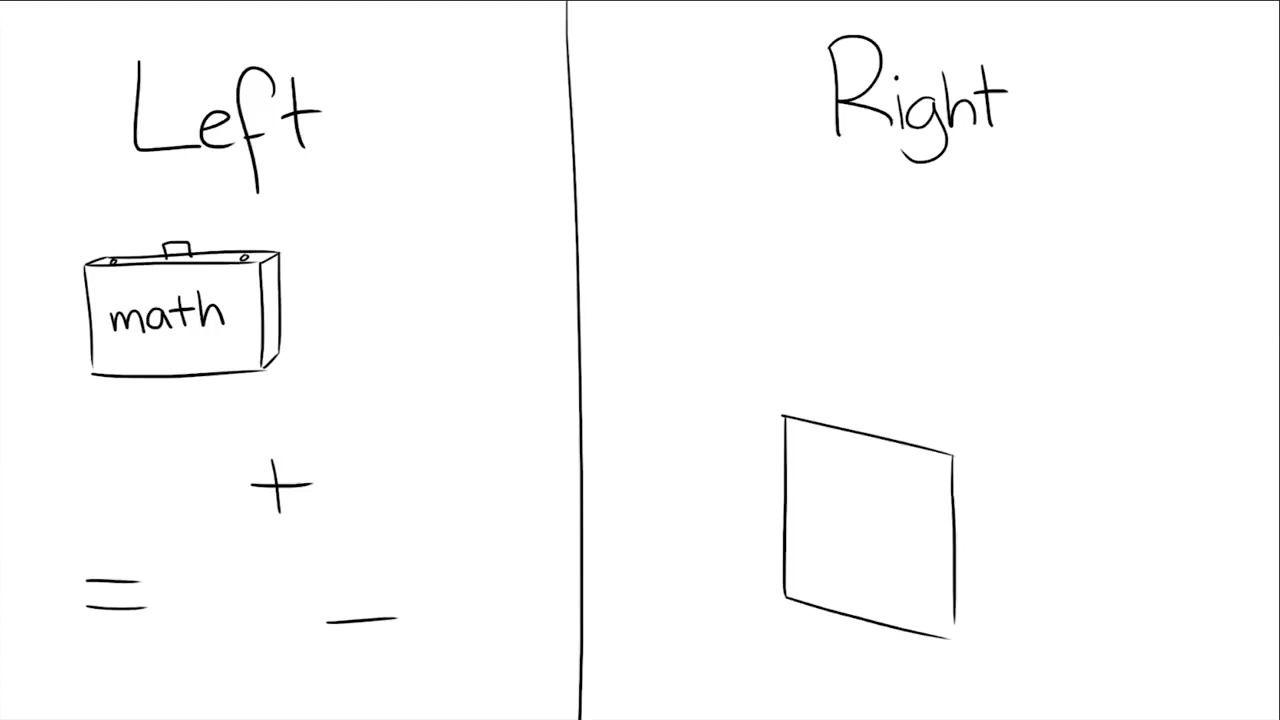 Left
Right
math
+
=
_